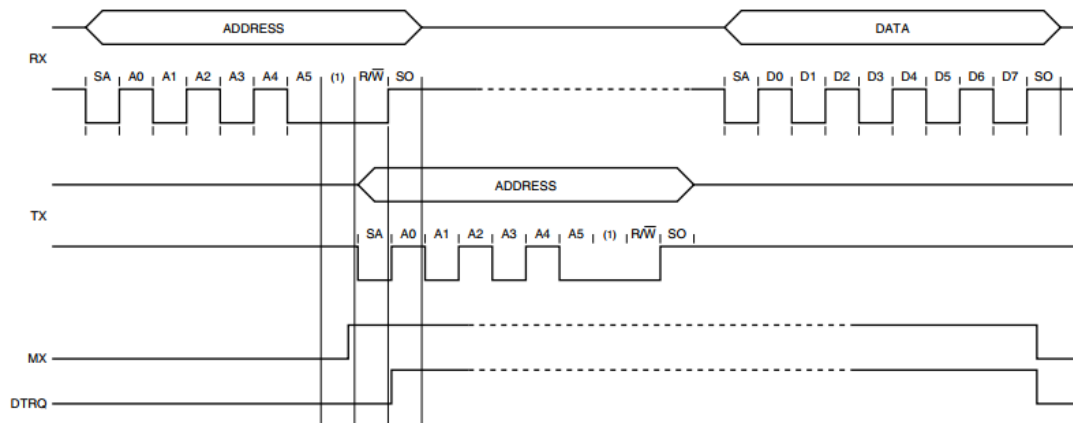 ADDRESS DATA
RX
SA A0 A1 A2 A3 A4 A5 (1) R/W̅ SO SA D0 D1 D2 D3 D4 D5 D6 D7 SO
ADDRESS
TX
SA A0 A1 A2 A3 A4 A5 (1) R/W̅ SO
MX
DTRQ